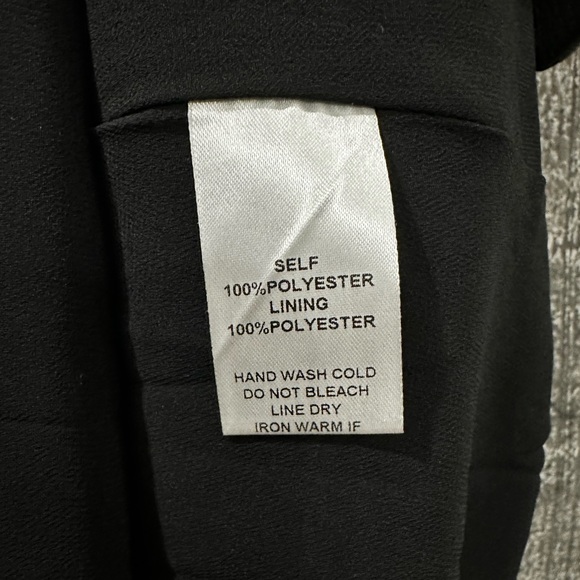 SELF
100%POLYESTER
LINING
100%POLYESTER
HAND WASH COLD
DO NOT BLEACH
LINE DRY
IRON WARM IF